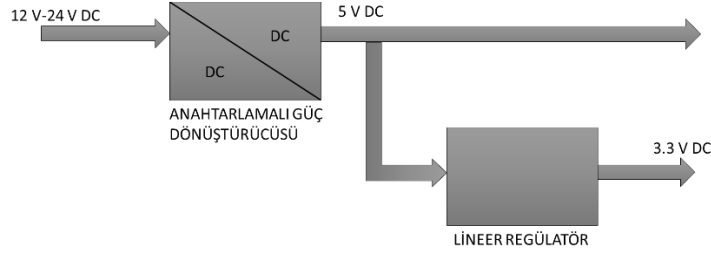 12 V-24 V DC
5 V DC
DC
DC
ANAHTARLAMALI GÜÇ
DÖNÜŞTÜRÜCÜSÜ
3.3 V DC
LİNEER REGÜLATÖR